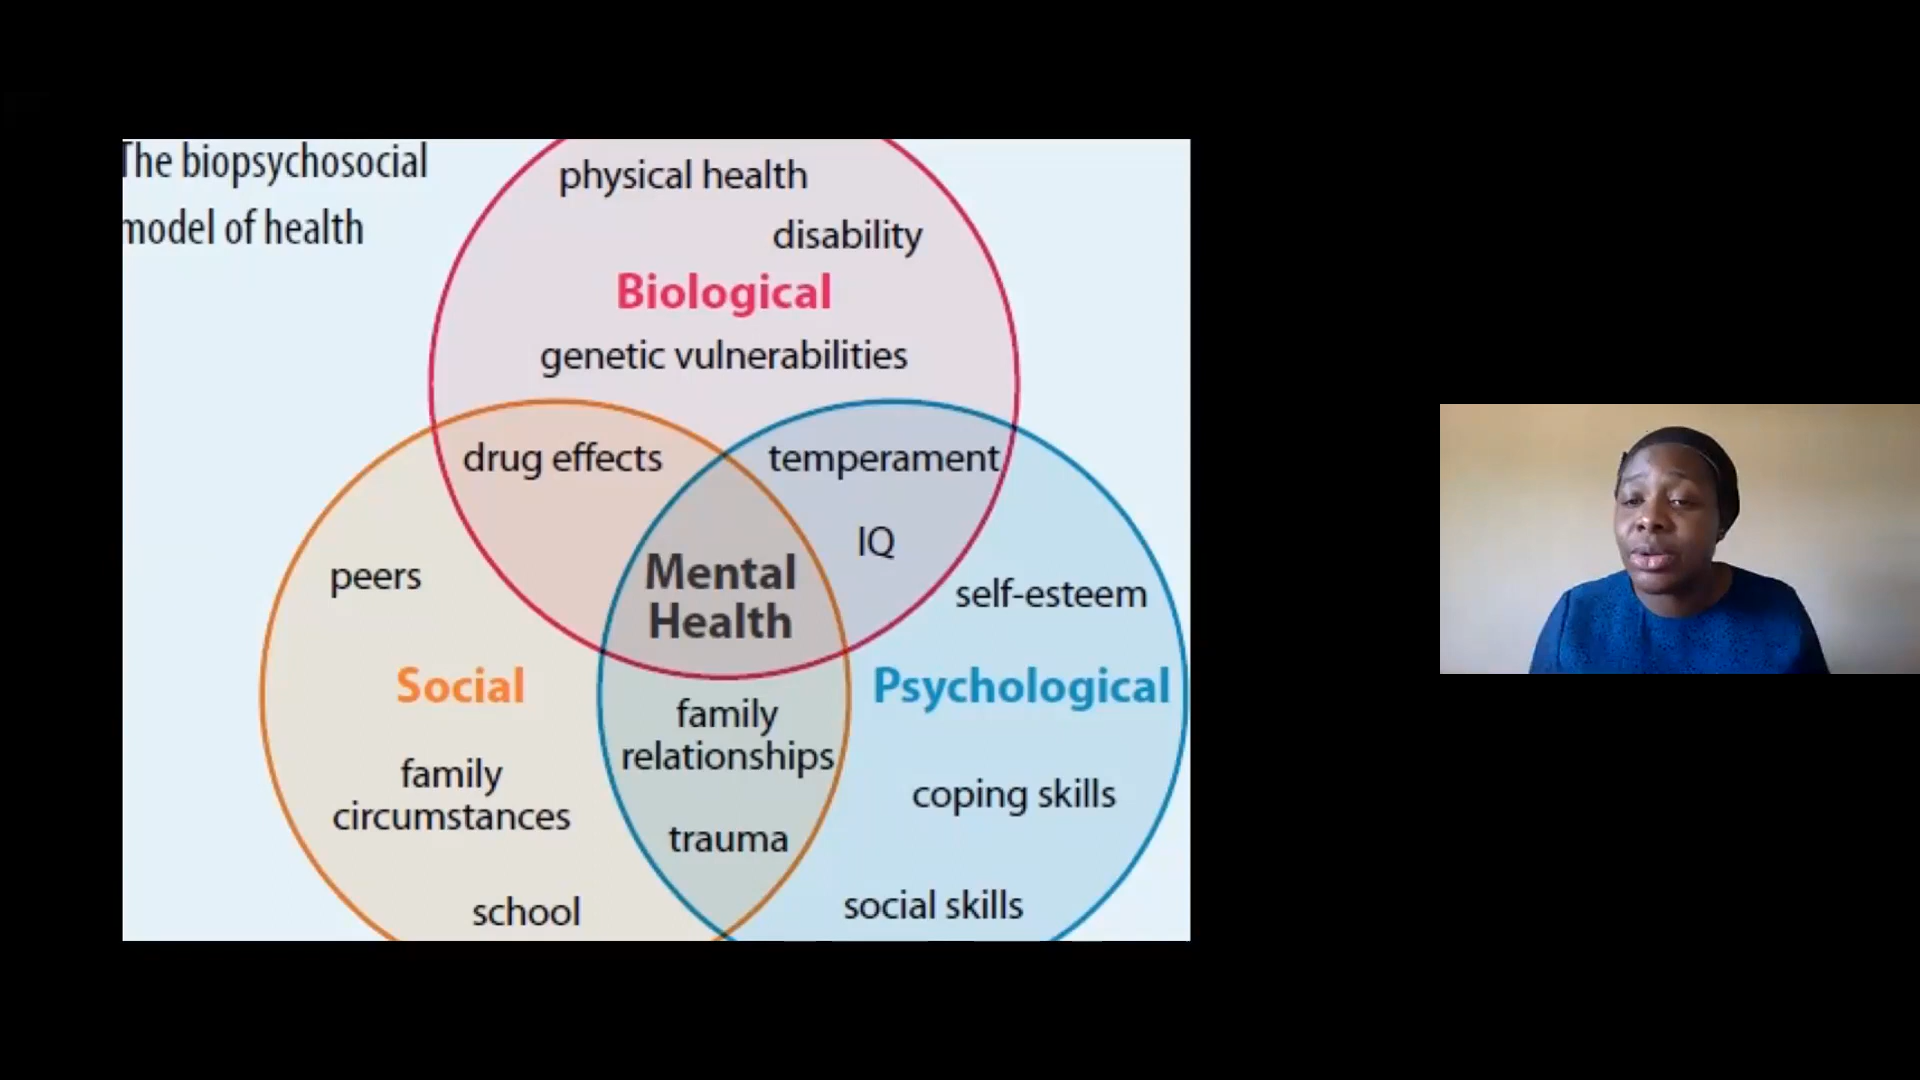 The biopsychosocial
model of health
physical health
disability
Biological
genetic vulnerabilities
drug effects
temperament
IQ
Mental
Health
peers
self-esteem
Social
Psychological
family
relationships
family
circumstances
coping skills
trauma
school
social skills